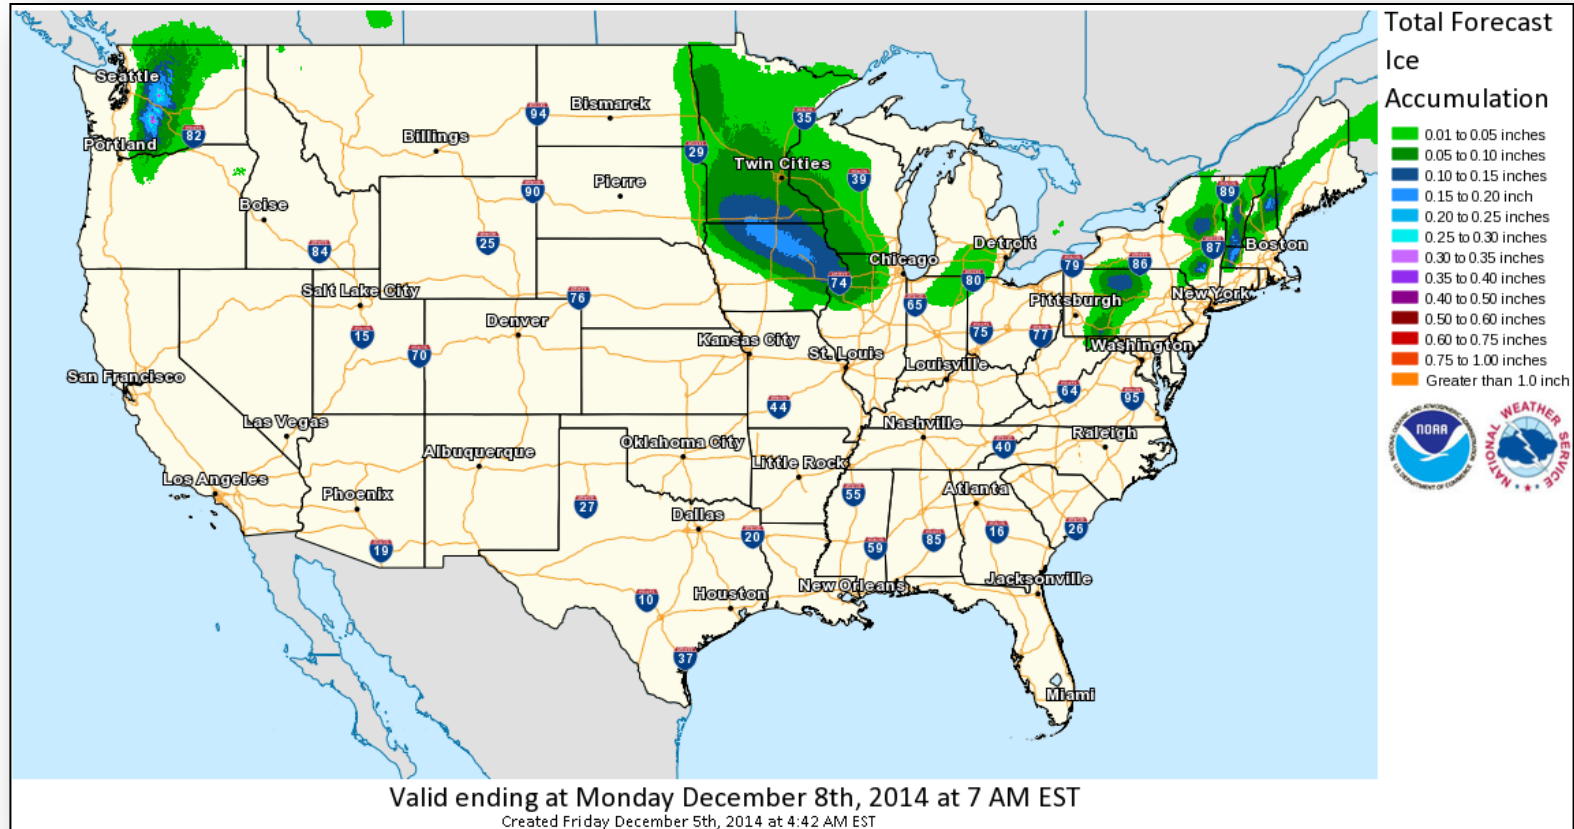 Total Forecast
Ice
Accumulation
0.01 to 0.05 inches
0.05 to 0.10 inches
0.10 to 0.15 inches
0.15 to 0.20 inch
0.20 to 0.25 inches
0.25 to 0.30 inches
0.30 to 0.35 inches
0.35 to 0.40 inches
0.40 to 0.50 inches
0.50 to 0.60 inches
0.60 to 0.75 inches
0.75 to 1.00 inches
Greater than 1.0 inch
NOAA
NATIONAL OCEANIC AND ATMOSPHERIC ADMINISTRATION
U.S. DEPARTMENT OF COMMERCE
NATIONAL WEATHER SERVICE
Seattle
82
Portland
Billings
94
Bismarck
35
29
Twin Cities
39
90
Pierre
Boise
84
25
89
87
Boston
Detroit
Chicago
79
86
80
74
65
Salt Lake City
76
Pittsburgh
New York
15
Denver
70
Kansas City
St. Louis
75
77
Washington
Louisville
San Francisco
64
95
44
Las Vegas
Nashville
Raleigh
40
Albuquerque
Oklahoma City
Little Rock
Los Angeles
Phoenix
27
55
Atlanta
Dallas
20
16
26
19
59
85
10
Houston
New Orleans
Jacksonville
37
Miami
Valid ending at Monday December 8th, 2014 at 7 AM EST
Created Friday December 5th, 2014 at 4:42 AM EST